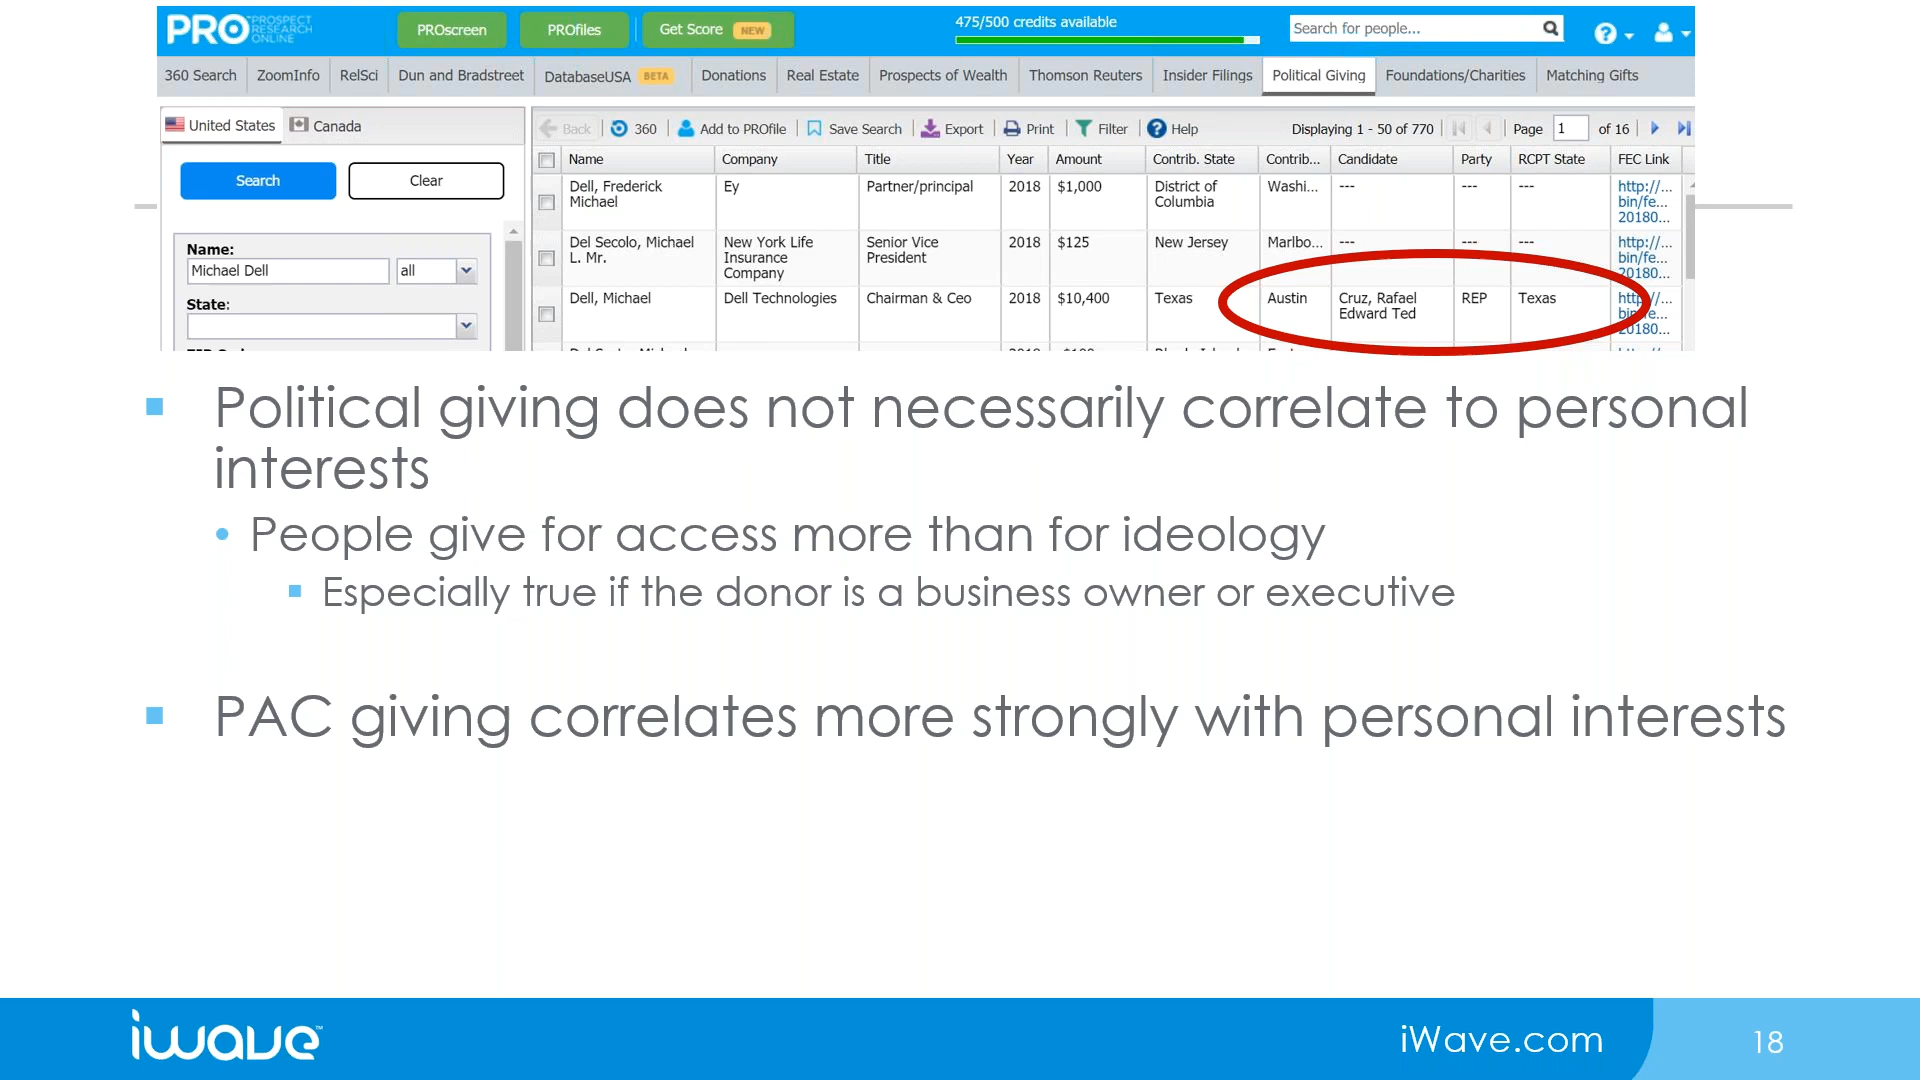 PRO PROSPECT RESEARCH ONLINE
PROscreen PROfiles Get Score NEW
475/500 credits available
Search for people...
360 Search ZoomInfo RelSci Dun and Bradstreet DatabaseUSA BETA Donations Real Estate Prospects of Wealth Thomson Reuters Insider Filings Political Giving Foundations/Charities Matching Gifts
United States Canada
Back 360 Add to PROfile Save Search Export Print Filter Help Displaying 1 - 50 of 770 Page 1 of 16
Search Clear
Name:
Michael Dell all
State:
Name Company Title Year Amount Contrib. State Contrib... Candidate Party RCPT State FEC Link
Dell, Frederick Ey Partner/principal 2018 $1,000 District of Washi... --- --- --- http://...
Michael Columbia bin/fe...
20180...
Del Secolo, Michael New York Life Senior Vice 2018 $125 New Jersey Marlbo... --- --- --- http://...
L. Mr. Insurance President bin/fe...
Company 20180...
Dell, Michael Dell Technologies Chairman & Ceo 2018 $10,400 Texas Austin Cruz, Rafael REP Texas http://...
Edward Ted bin/fe...
20180...
Political giving does not necessarily correlate to personal
interests
People give for access more than for ideology
Especially true if the donor is a business owner or executive
PAC giving correlates more strongly with personal interests
iwave™
iWave.com
18